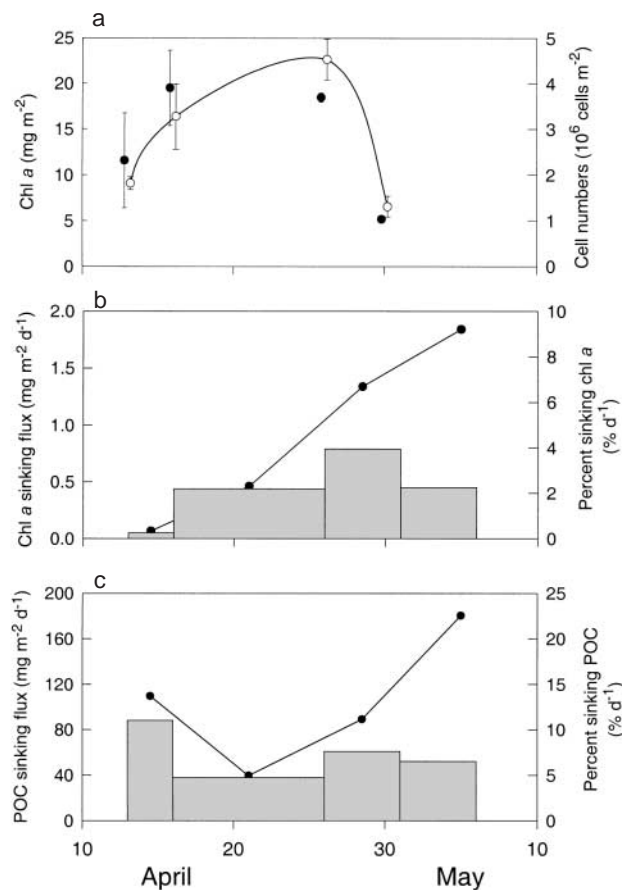 a
25
20
15
10
5
0
Chl a (mg m-2)
5
4
3
2
1
0
Cell numbers (10⁶ cells m-2)
b
2.0
1.5
1.0
0.5
0.0
Chl a sinking flux (mg m-2 d-1)
10
8
6
4
2
0
Percent sinking chl a
(% d-1)
c
200
160
120
80
40
0
POC sinking flux (mg m-2 d-1)
25
20
15
10
5
0
Percent sinking POC
(% d-1)
10 20 30 10
April May